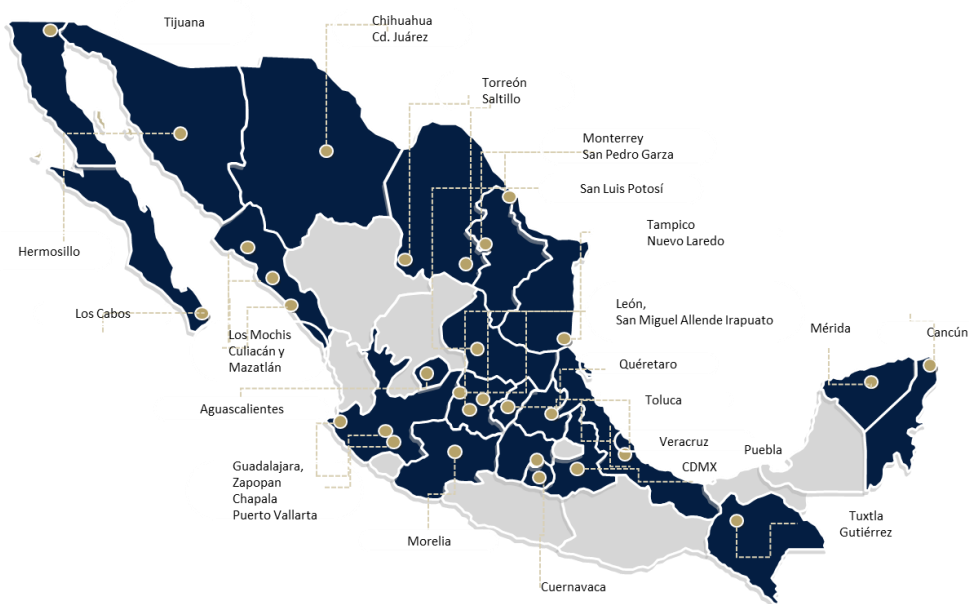 Tijuana
Chihuahua
Cd. Juárez
Torreón
Saltillo
Monterrey
San Pedro Garza
San Luis Potosí
Tampico
Nuevo Laredo
Hermosillo
Los Cabos
León,
San Miguel Allende Irapuato
Los Mochis
Culiacán y
Mazatlán
Mérida
Cancún
Quéretaro
Aguascalientes
Toluca
Veracruz
Puebla
CDMX
Guadalajara,
Zapopan
Chapala
Puerto Vallarta
Tuxtla
Gutiérrez
Morelia
Cuernavaca